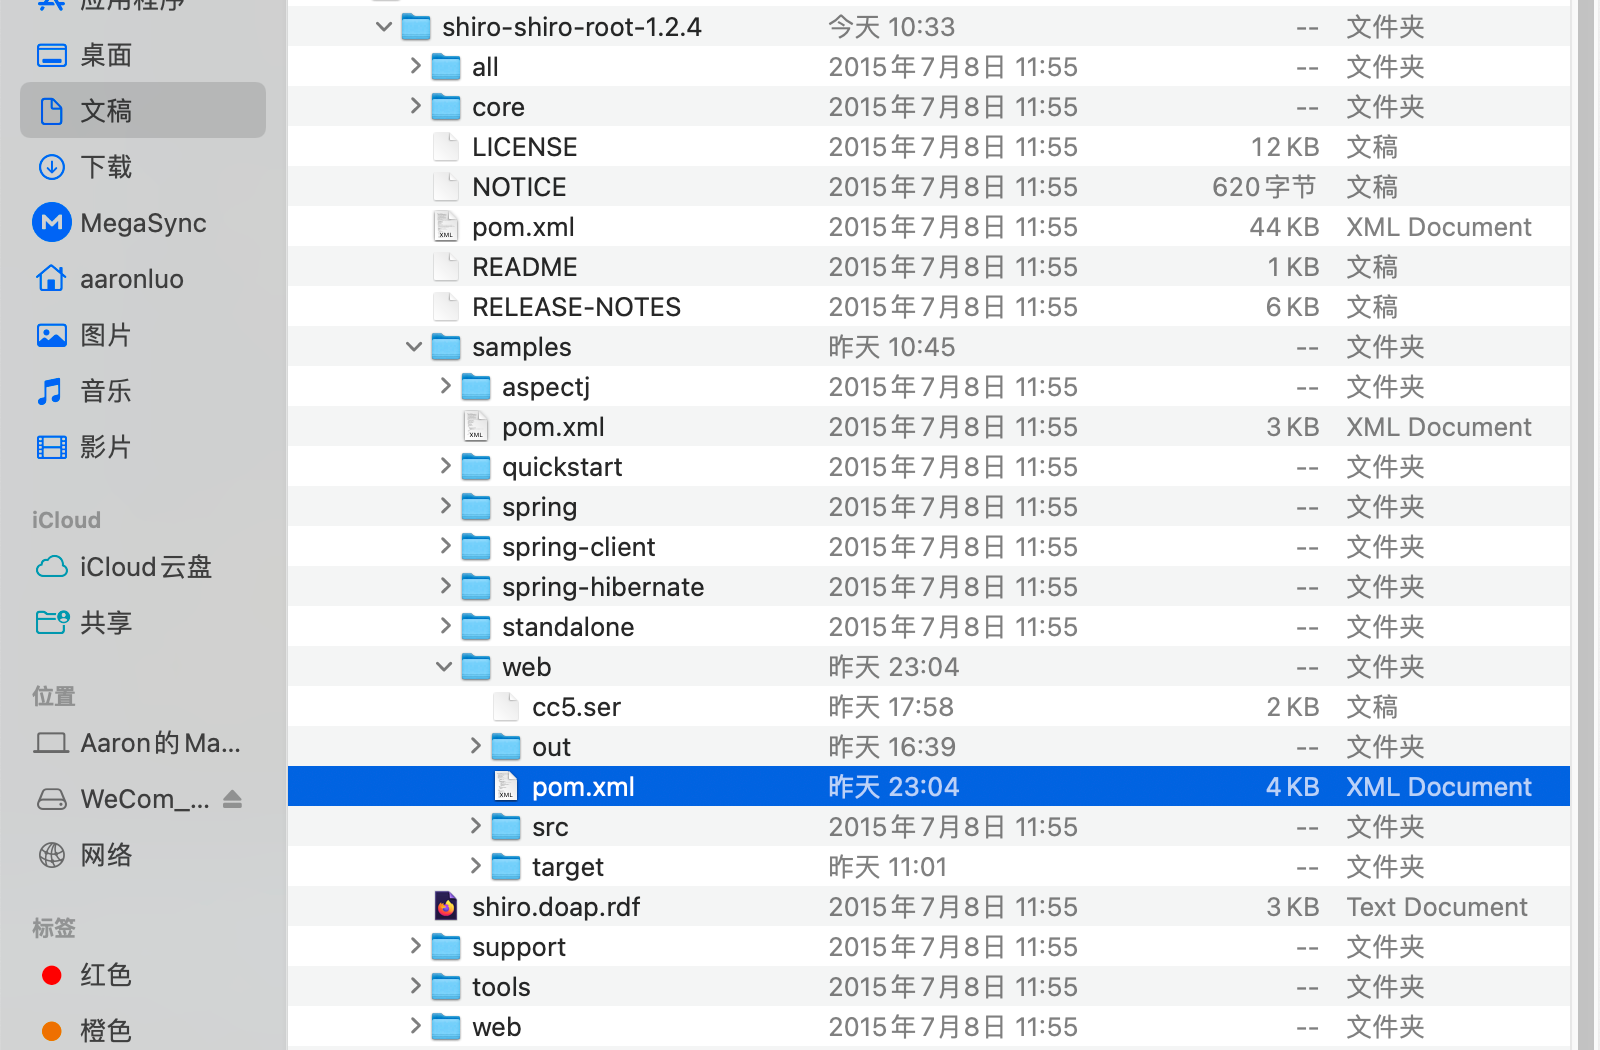 应用程序
桌面
文稿
下载
MegaSync
aaronluo
图片
音乐
影片
iCloud
iCloud云盘
共享
位置
Aaron的Ma...
WeCom_...
网络
标签
红色
橙色
shiro-shiro-root-1.2.4 今天 10:33 -- 文件夹
all 2015年7月8日 11:55 -- 文件夹
core 2015年7月8日 11:55 -- 文件夹
LICENSE 2015年7月8日 11:55 12 KB 文稿
NOTICE 2015年7月8日 11:55 620字节 文稿
pom.xml 2015年7月8日 11:55 44 KB XML Document
README 2015年7月8日 11:55 1 KB 文稿
RELEASE-NOTES 2015年7月8日 11:55 6 KB 文稿
samples 昨天 10:45 -- 文件夹
aspectj 2015年7月8日 11:55 -- 文件夹
pom.xml 2015年7月8日 11:55 3 KB XML Document
quickstart 2015年7月8日 11:55 -- 文件夹
spring 2015年7月8日 11:55 -- 文件夹
spring-client 2015年7月8日 11:55 -- 文件夹
spring-hibernate 2015年7月8日 11:55 -- 文件夹
standalone 2015年7月8日 11:55 -- 文件夹
web 昨天 23:04 -- 文件夹
cc5.ser 昨天 17:58 2 KB 文稿
out 昨天 16:39 -- 文件夹
pom.xml 昨天 23:04 4 KB XML Document
src 2015年7月8日 11:55 -- 文件夹
target 昨天 11:01 -- 文件夹
shiro.doap.rdf 2015年7月8日 11:55 3 KB Text Document
support 2015年7月8日 11:55 -- 文件夹
tools 2015年7月8日 11:55 -- 文件夹
web 2015年7月8日 11:55 -- 文件夹